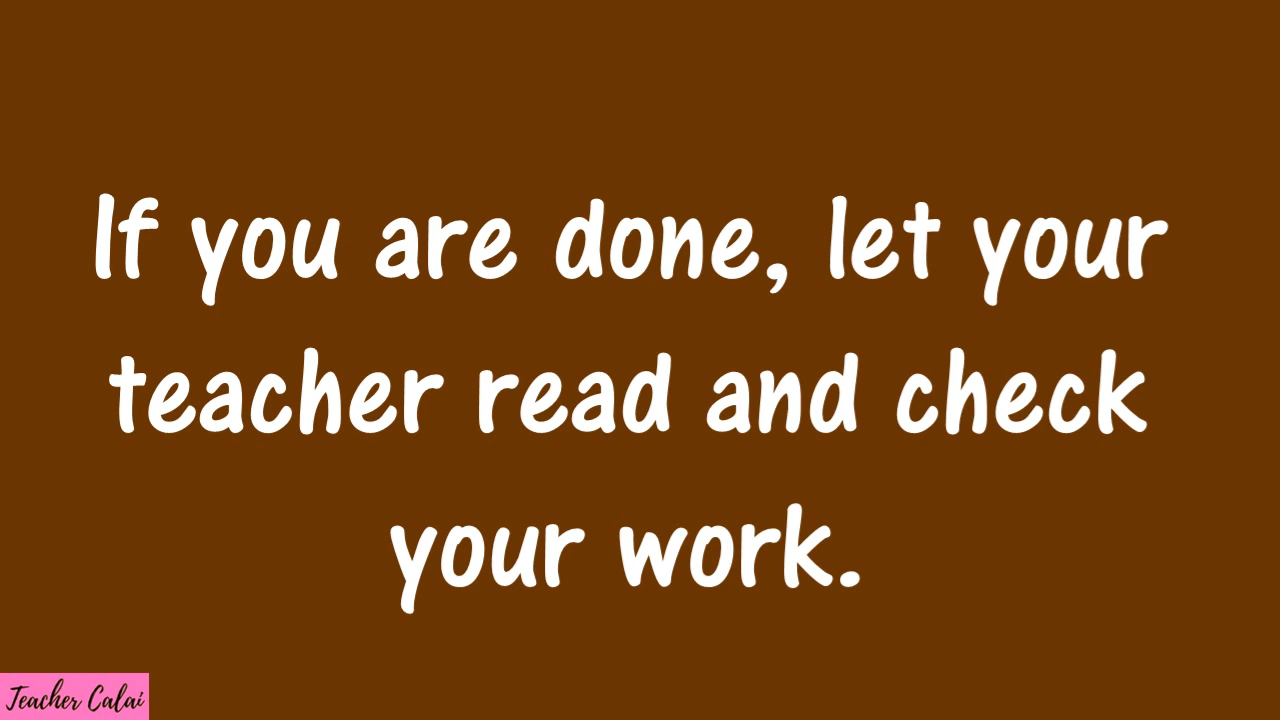 If you are done, let your
teacher read and check
your work.
Teacher Calai